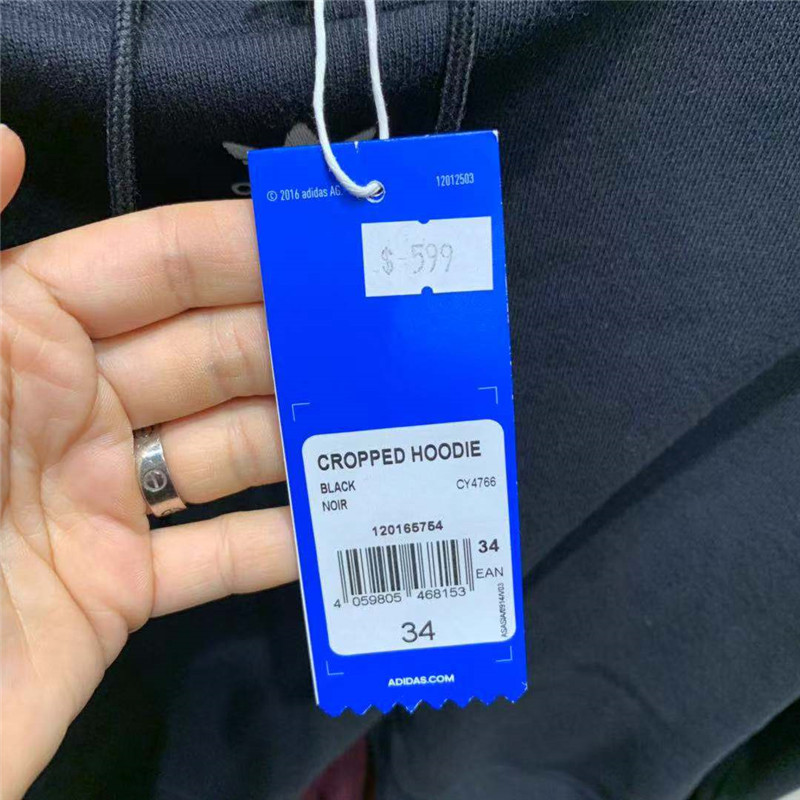 © 2016 adidas AG.
12012503
$-599
CROPPED HOODIE
BLACK
CY4766
NOIR
120165754
34
EAN
4 059805 468153
34
ADIDAS.COM